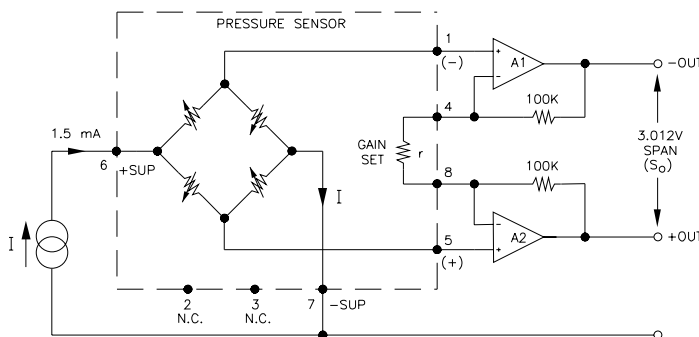 PRESSURE SENSOR
1
(-)
+
-
A1
-OUT
100K
4
1.5 mA
6
+SUP
GAIN
SET
r
3.012V
SPAN
(So)
8
100K
I
I
-
+
A2
5
(+)
+OUT
2
N.C.
3
N.C.
7
-SUP